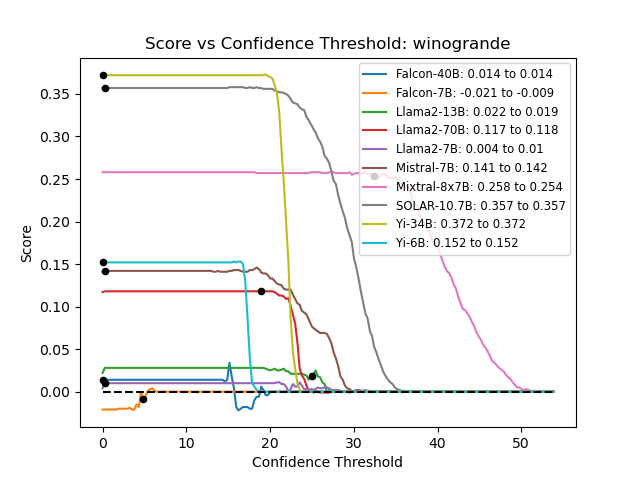 Score vs Confidence Threshold: winogrande
Score
0.35
0.30
0.25
0.20
0.15
0.10
0.05
0.00
Falcon-40B: 0.014 to 0.014
Falcon-7B: -0.021 to -0.009
Llama2-13B: 0.022 to 0.019
Llama2-70B: 0.117 to 0.118
Llama2-7B: 0.004 to 0.01
Mistral-7B: 0.141 to 0.142
Mixtral-8x7B: 0.258 to 0.254
SOLAR-10.7B: 0.357 to 0.357
Yi-34B: 0.372 to 0.372
Yi-6B: 0.152 to 0.152
0 10 20 30 40 50
Confidence Threshold